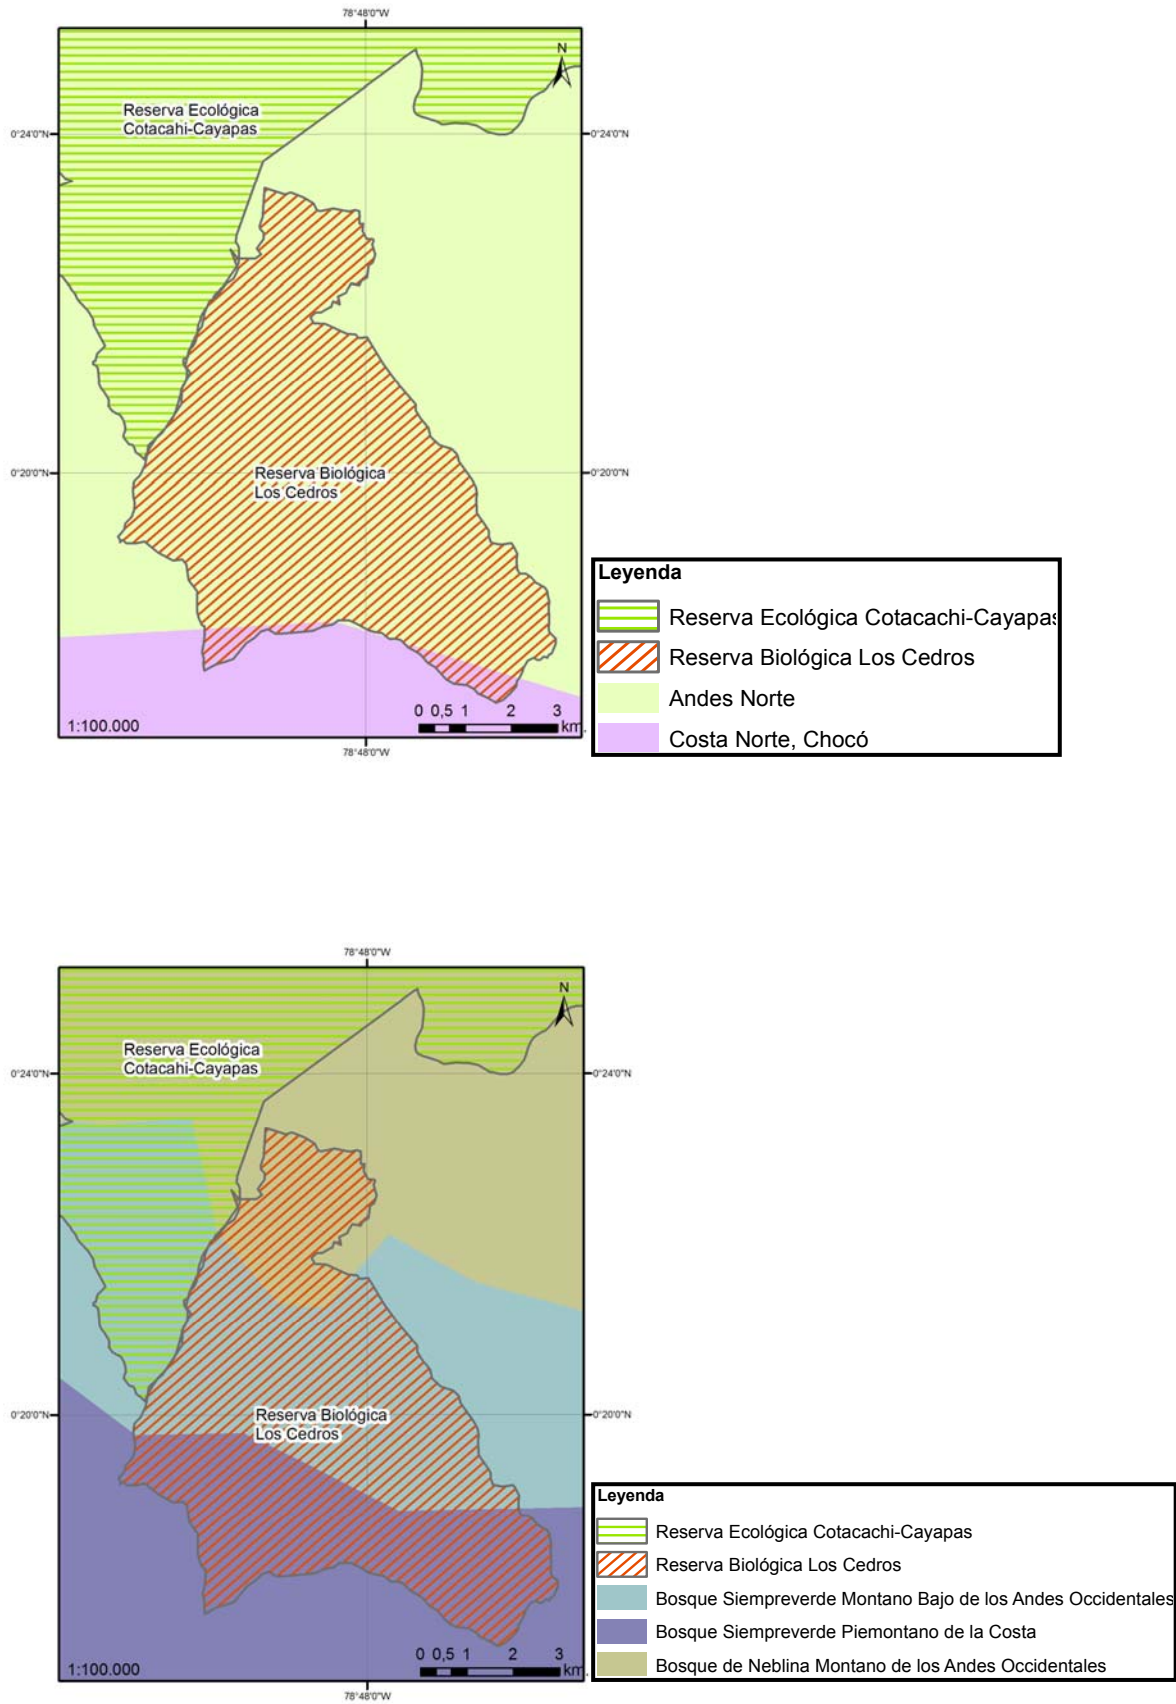 78°48'0"W
N
Reserva Ecológica
Cotacahi-Cayapas
0°24'0"N
0°24'0"N
0°20'0"N
Reserva Biológica
Los Cedros
0°20'0"N
Leyenda
Reserva Ecológica Cotacachi-Cayapas
Reserva Biológica Los Cedros
Andes Norte
Costa Norte, Chocó
0 0,5 1 2 3
km.
1:100.000
78°48'0"W
78°48'0"W
N
Reserva Ecológica
Cotacahi-Cayapas
0°24'0"N
0°24'0"N
0°20'0"N
Reserva Biológica
Los Cedros
0°20'0"N
Leyenda
Reserva Ecológica Cotacachi-Cayapas
Reserva Biológica Los Cedros
Bosque Siempreverde Montano Bajo de los Andes Occidentales
Bosque Siempreverde Piemontano de la Costa
Bosque de Neblina Montano de los Andes Occidentales
0 0,5 1 2 3
km.
1:100.000
78°48'0"W